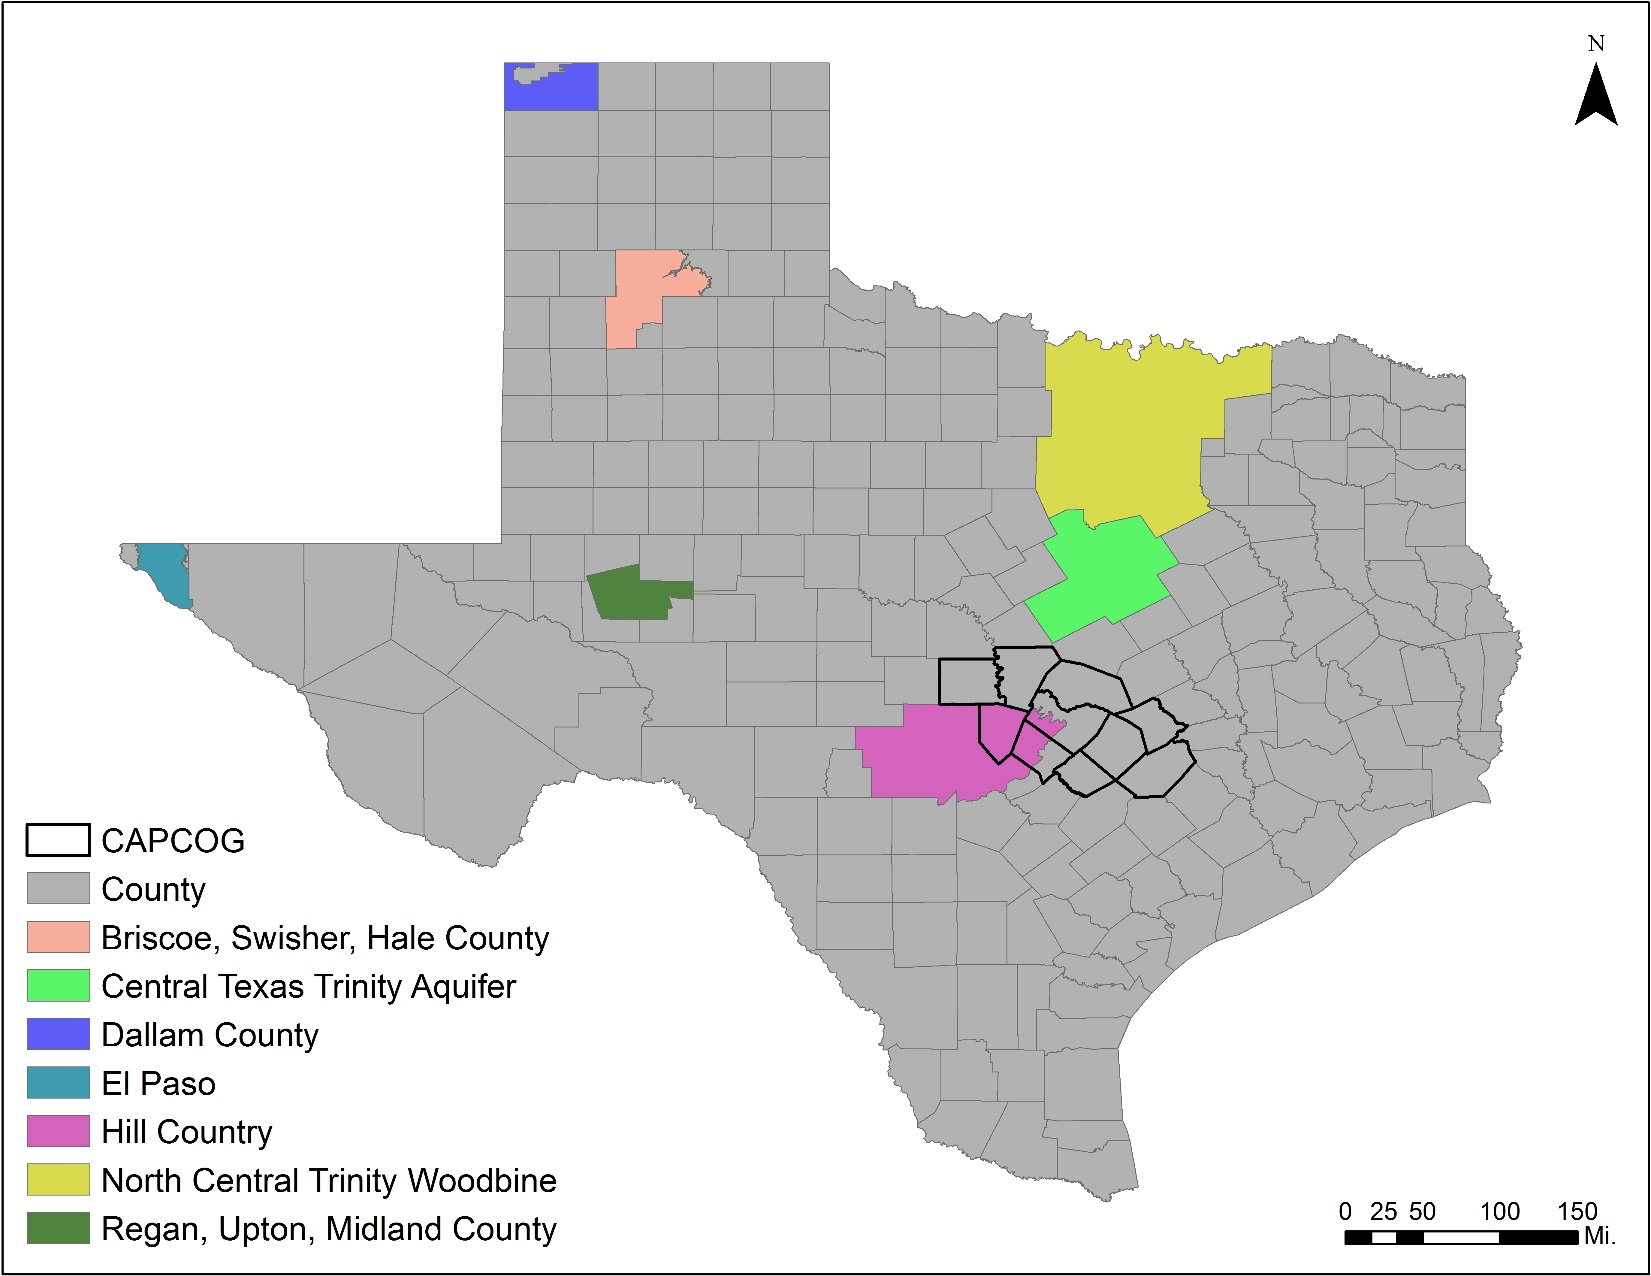 N
CAPCOG
County
Briscoe, Swisher, Hale County
Central Texas Trinity Aquifer
Dallam County
El Paso
Hill Country
North Central Trinity Woodbine
Regan, Upton, Midland County
0 25 50 100 150
Mi.